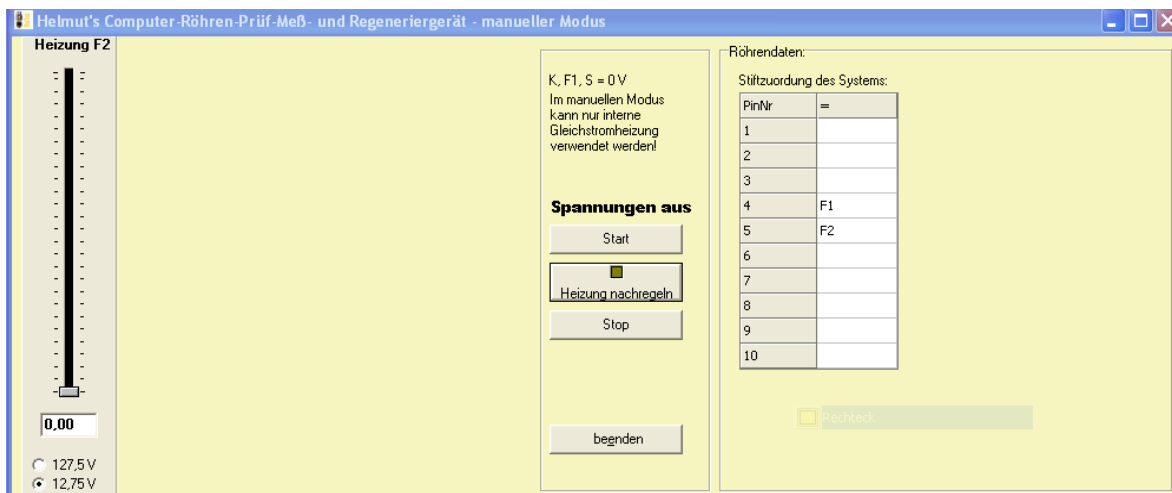 Helmut's Computer-Röhren-Prüf-Meß- und Regeneriergerät - manueller Modus
Heizung F2
0,00
127,5 V
12,75 V
K, F1, S = 0 V
Im manuellen Modus
kann nur interne
Gleichstromheizung
verwendet werden!
Spannungen aus
Start
Heizung nachregeln
Stop
beenden
Röhrendaten:
Stiftzuordung des Systems:
PinNr =
1
2
3
4 F1
5 F2
6
7
8
9
10
Rechteck